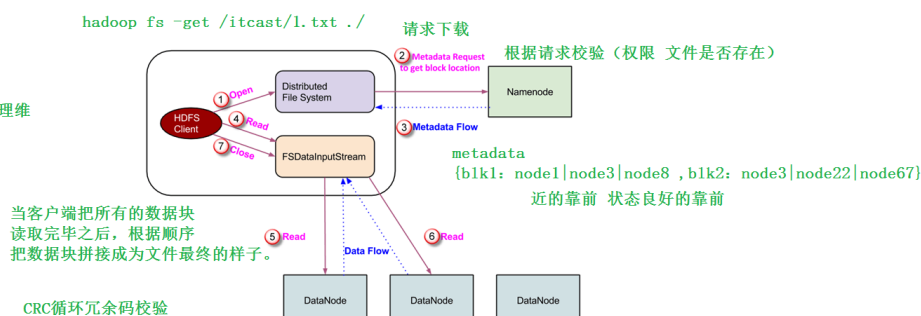 hadoop fs -get /itcast/1.txt ./
请求下载
② Metadata Request
to get block location
根据请求校验（权限 文件是否存在）
① Open
Distributed
File System
Namenode
理维
HDFS
Client
④ Read
③ Metadata Flow
⑦ Close
FSDataInputStream
metadata
{blk1: node1|node3|node8 ,blk2: node3|node22|node67}
近的靠前 状态良好的靠前
当客户端把所有的数据块
读取完毕之后，根据顺序
把数据块拼接成为文件最终的样子。
⑤ Read
⑥ Read
Data Flow
DataNode
DataNode
DataNode
CRC循环冗余码校验